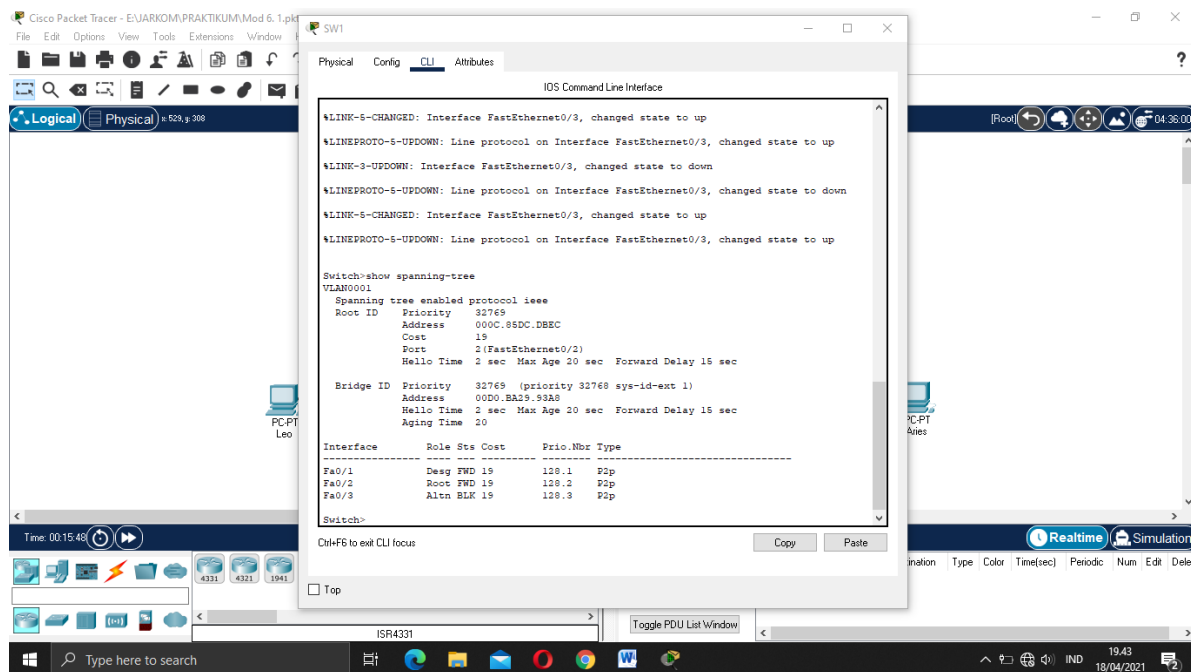 Cisco Packet Tracer - E:\JARKOM\PRAKTIKUM\Mod 6. 1.pkt
File Edit Options View Tools Extensions Window
?
Logical Physical x: 529, y: 308
[Root] 04:36:00
SW1
Physical Config CLI Attributes
IOS Command Line Interface
%LINK-5-CHANGED: Interface FastEthernet0/3, changed state to up
%LINEPROTO-5-UPDOWN: Line protocol on Interface FastEthernet0/3, changed state to up
%LINK-3-UPDOWN: Interface FastEthernet0/3, changed state to down
%LINEPROTO-5-UPDOWN: Line protocol on Interface FastEthernet0/3, changed state to down
%LINK-5-CHANGED: Interface FastEthernet0/3, changed state to up
%LINEPROTO-5-UPDOWN: Line protocol on Interface FastEthernet0/3, changed state to up
Switch>show spanning-tree
VLAN0001
Spanning tree enabled protocol ieee
Root ID Priority 32769
Address 000C.85DC.DBEC
Cost 19
Port 2(FastEthernet0/2)
Hello Time 2 sec Max Age 20 sec Forward Delay 15 sec
Bridge ID Priority 32769 (priority 32768 sys-id-ext 1)
Address 00D0.BA29.93A8
Hello Time 2 sec Max Age 20 sec Forward Delay 15 sec
Aging Time 20
Interface Role Sts Cost Prio.Nbr Type
---------------- ---- --- --------- -------- --------------------------------
Fa0/1 Desg FWD 19 128.1 P2p
Fa0/2 Root FWD 19 128.2 P2p
Fa0/3 Altn BLK 19 128.3 P2p
Switch>
Ctrl+F6 to exit CLI focus
Copy Paste
Top
PC-PT
Leo
PC-PT
Aries
Time: 00:15:48
Realtime Simulation
4331 4321 1941
ISR4331
Toggle PDU List Window
ination Type Color Time(sec) Periodic Num Edit Dele
Type here to search
IND
19.43
18/04/2021
2